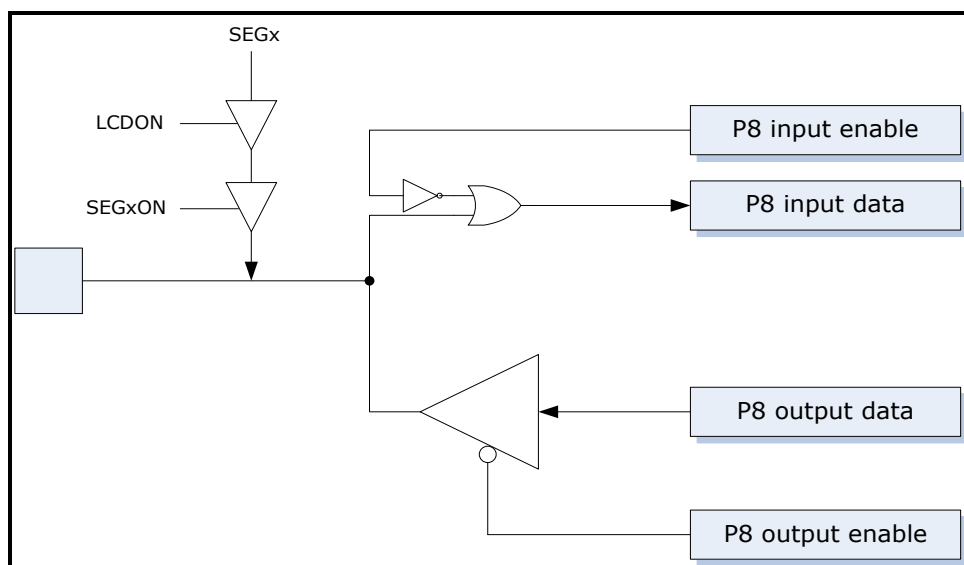 SEGx
LCDON
SEGxON
P8 input enable
P8 input data
P8 output data
P8 output enable